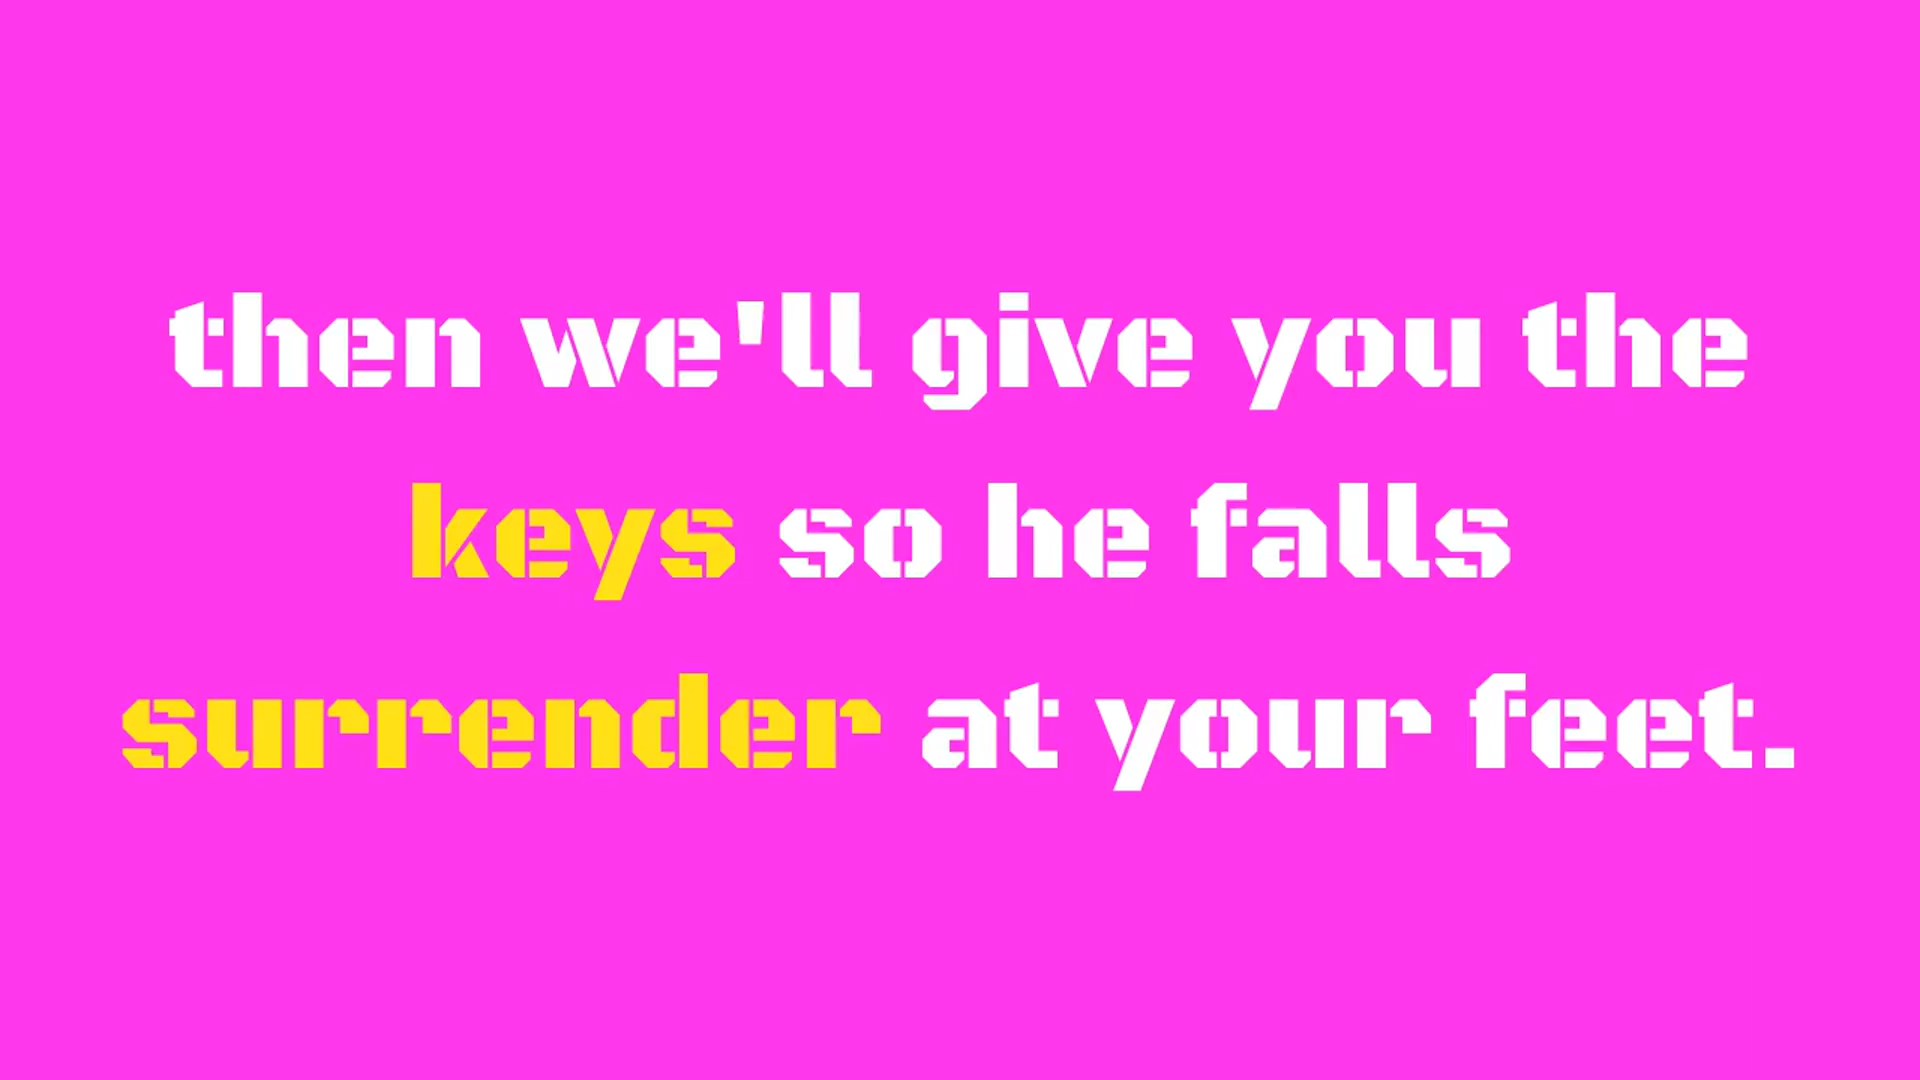 then we'll give you the
keys so he falls
surrender at your feet.